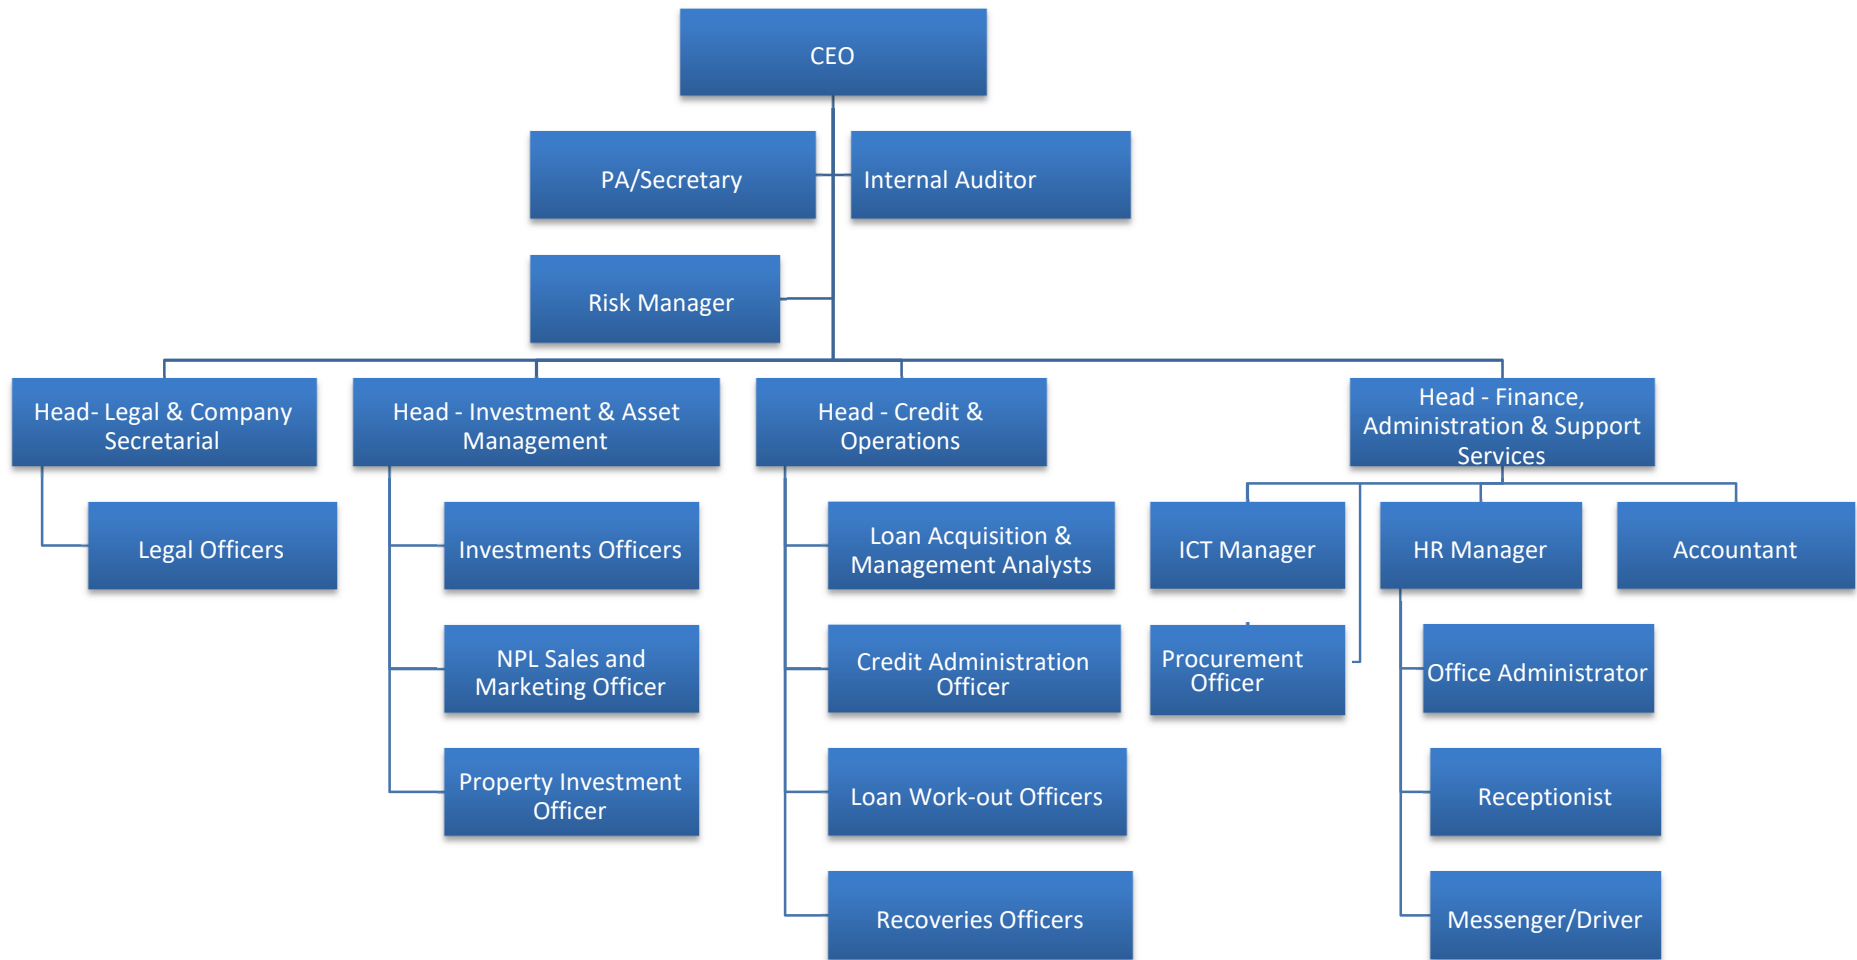 CEO
PA/Secretary
Internal Auditor
Risk Manager
Head- Legal & Company
Secretarial
Head - Investment & Asset
Management
Head - Credit &
Operations
Head - Finance,
Administration & Support
Services
Legal Officers
Investments Officers
Loan Acquisition &
Management Analysts
ICT Manager
HR Manager
Accountant
NPL Sales and
Marketing Officer
Credit Administration
Officer
Procurement
Officer
Office Administrator
Property Investment
Officer
Loan Work-out Officers
Receptionist
Recoveries Officers
Messenger/Driver